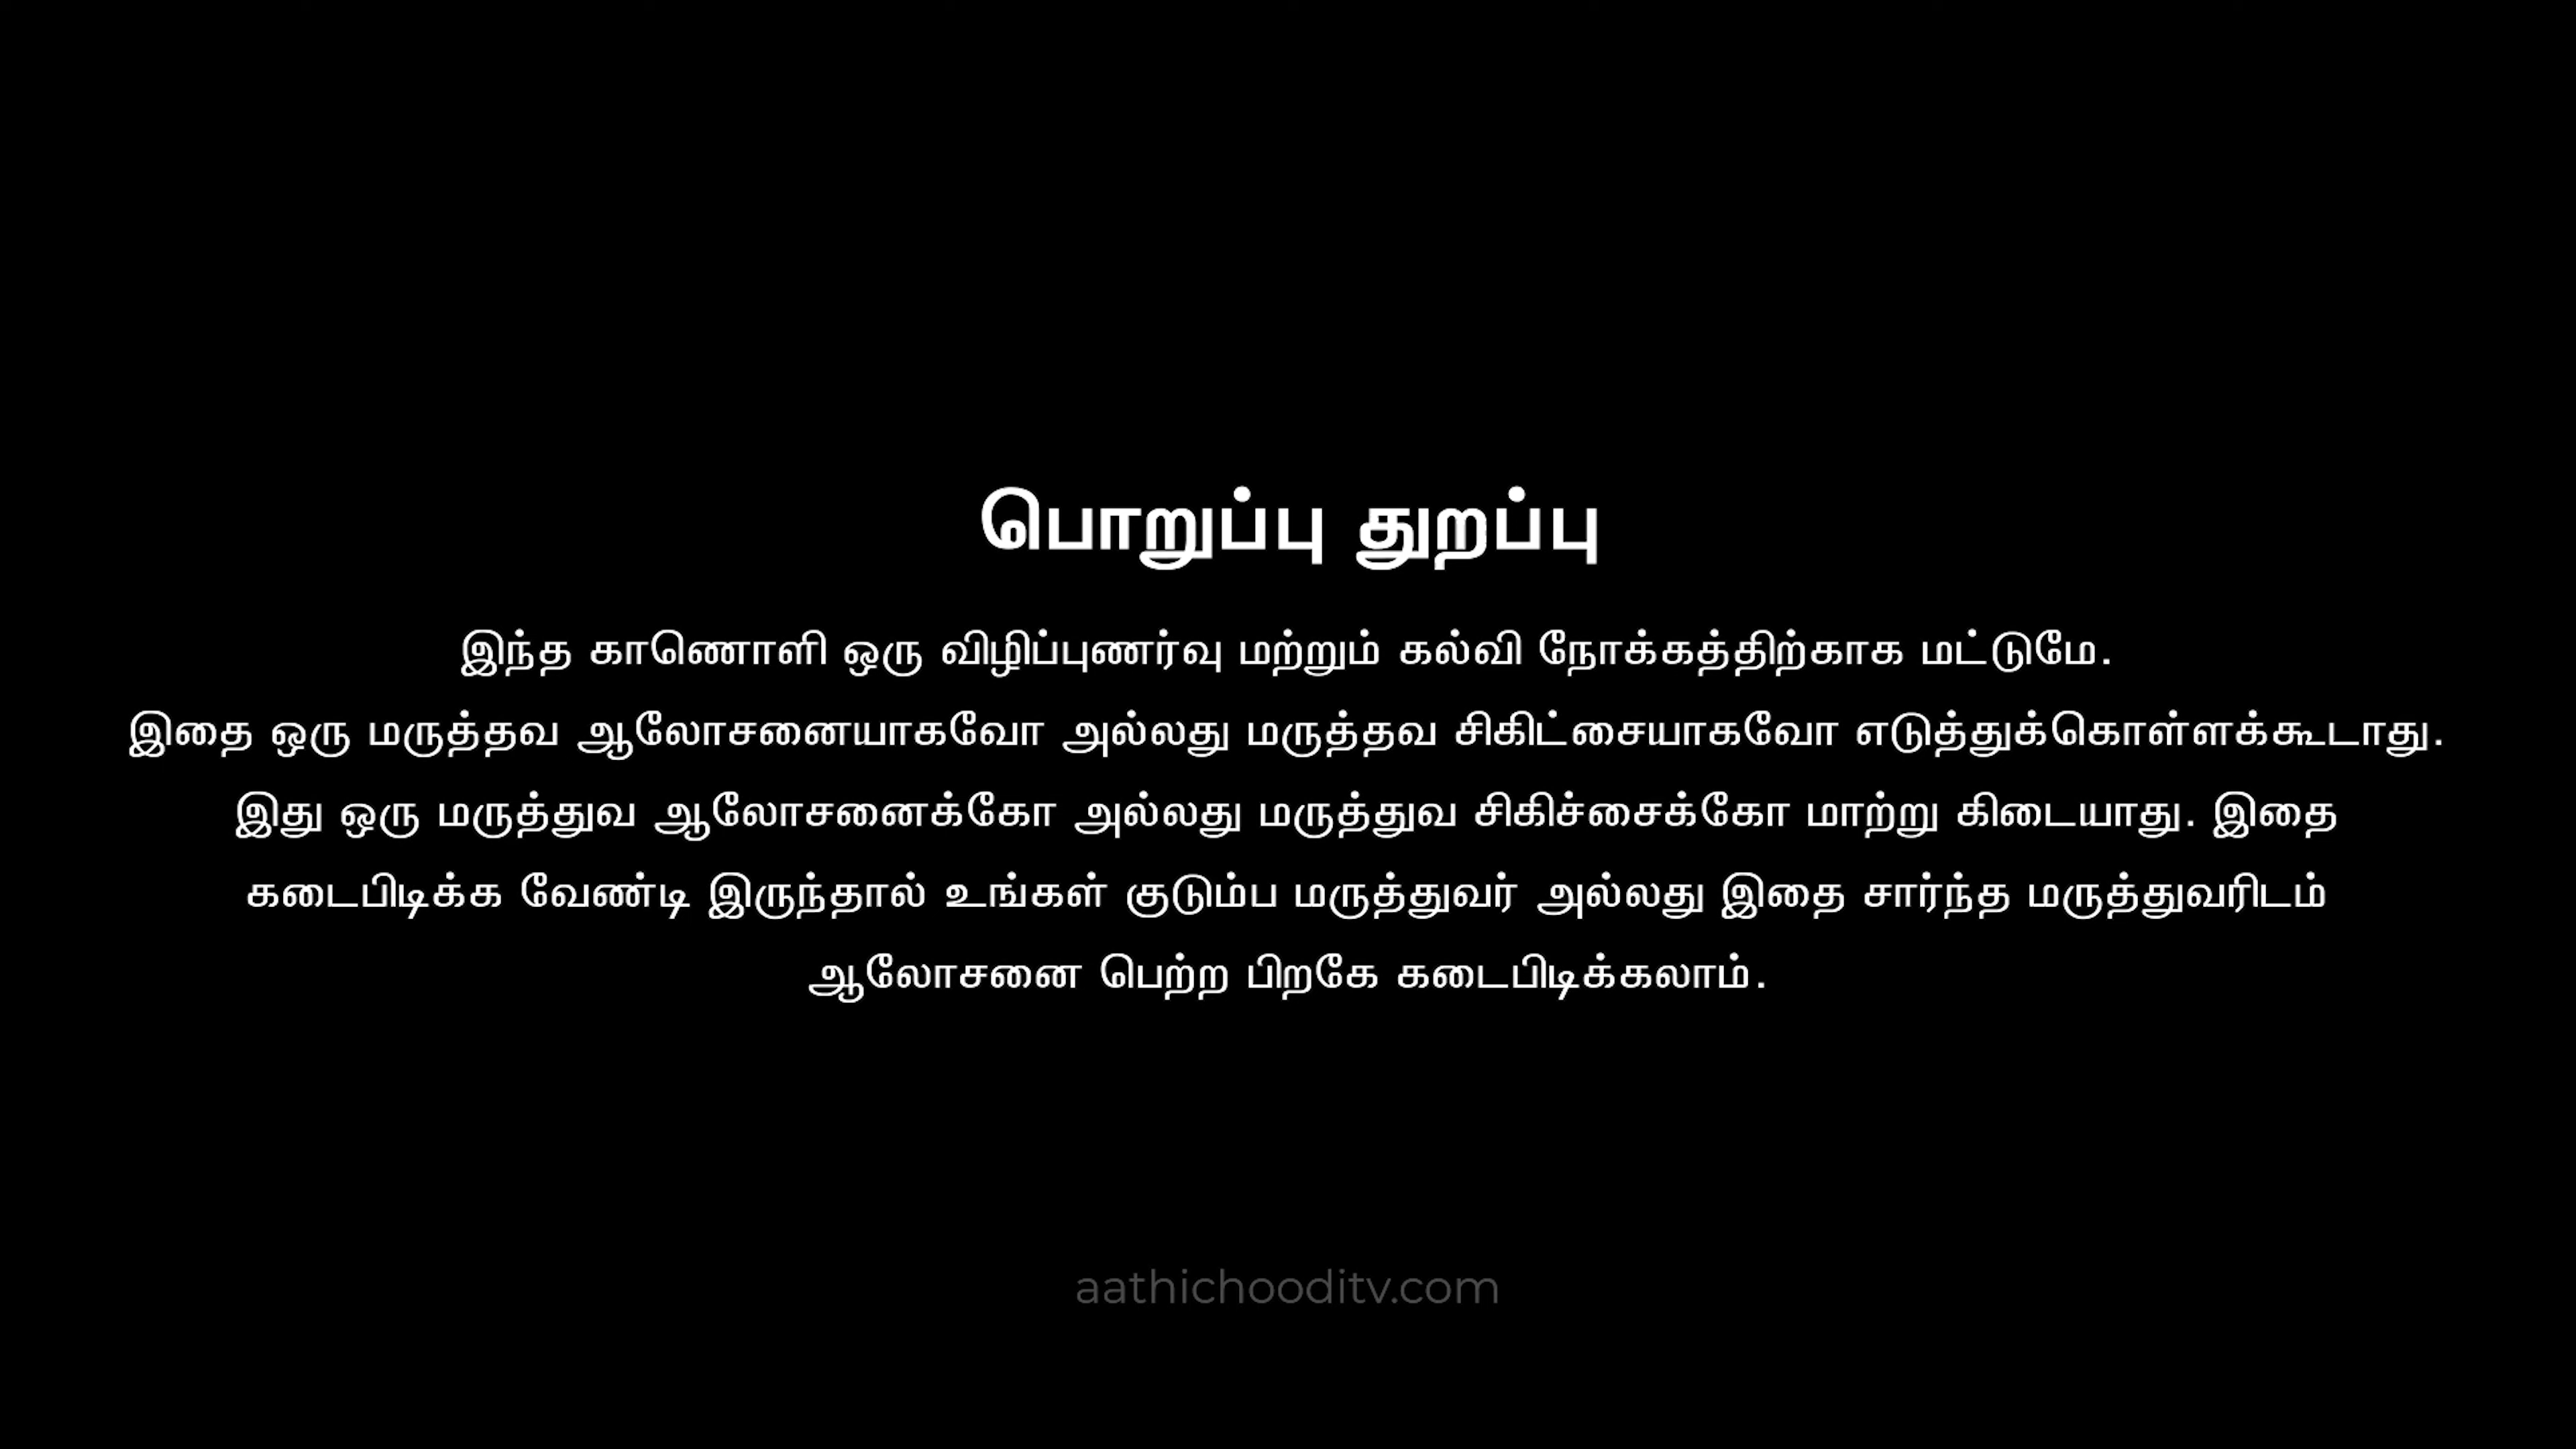 பொறுப்பு துறப்பு
இந்த காணொளி ஒரு விழிப்புணர்வு மற்றும் கல்வி நோக்கத்திற்காக மட்டுமே.
இதை ஒரு மருத்தவ ஆலோசனையாகவோ அல்லது மருத்தவ சிகிட்சையாகவோ எடுத்துக்கொள்ளக்கூடாது.
இது ஒரு மருத்துவ ஆலோசனைக்கோ அல்லது மருத்துவ சிகிச்சைக்கோ மாற்று கிடையாது. இதை
கடைபிடிக்க வேண்டி இருந்தால் உங்கள் குடும்ப மருத்துவர் அல்லது இதை சார்ந்த மருத்துவரிடம்
ஆலோசனை பெற்ற பிறகே கடைபிடிக்கலாம்.
aathichooditv.com